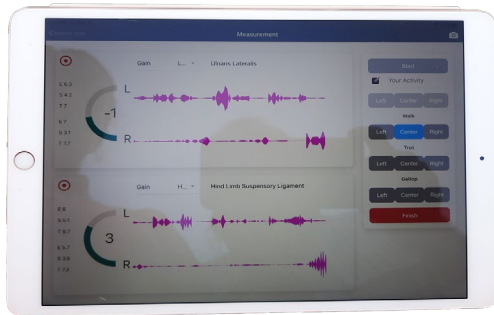 Measurement
Gain L... Ulnaris Lateralis
L
-1
R
Gain H... Hind Limb Suspensory Ligament
L
3
R
Start
Your Activity
Left Center Right
Walk
Left Center Right
Trot
Left Center Right
Gallop
Left Center Right
Finish